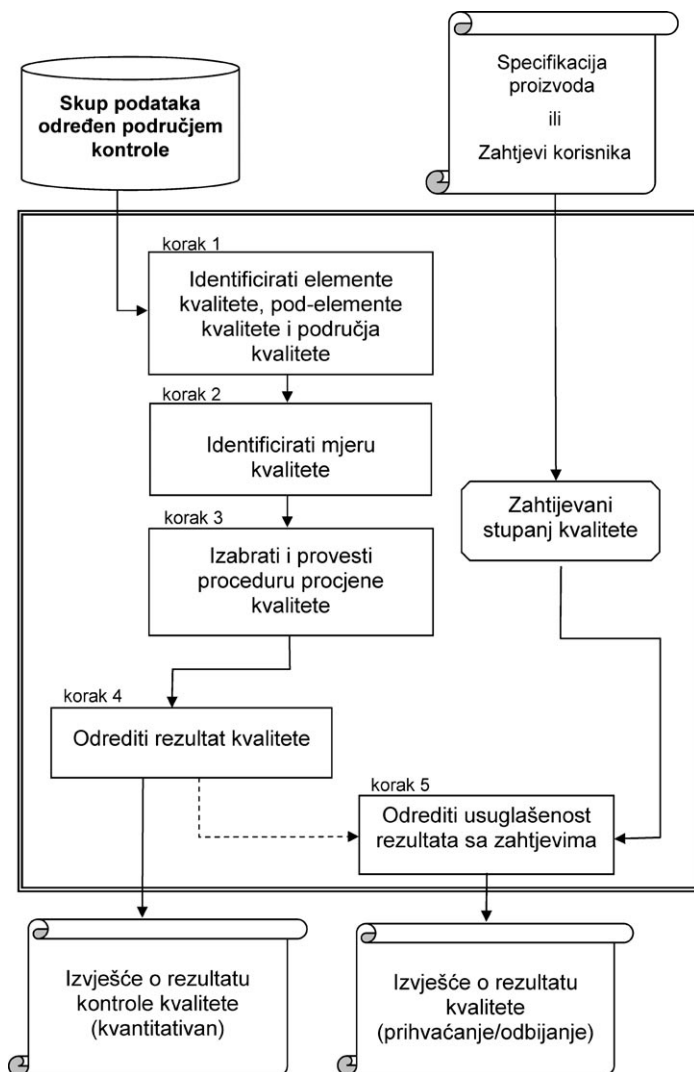 Skup podataka
određen područjem
kontrole
Specifikacija
proizvoda
ili
Zahtjevi korisnika
korak 1
Identificirati elemente
kvalitete, pod-elemente
kvalitete i područja
kvalitete
korak 2
Identificirati mjeru
kvalitete
korak 3
Izabrati i provesti
proceduru procjene
kvalitete
Zahtijevani
stupanj kvalitete
korak 4
Odrediti rezultat kvalitete
korak 5
Odrediti usuglašenost
rezultata sa zahtjevima
Izvješće o rezultatu
kontrole kvalitete
(kvantitativan)
Izvješće o rezultatu
kvalitete
(prihvaćanje/odbijanje)